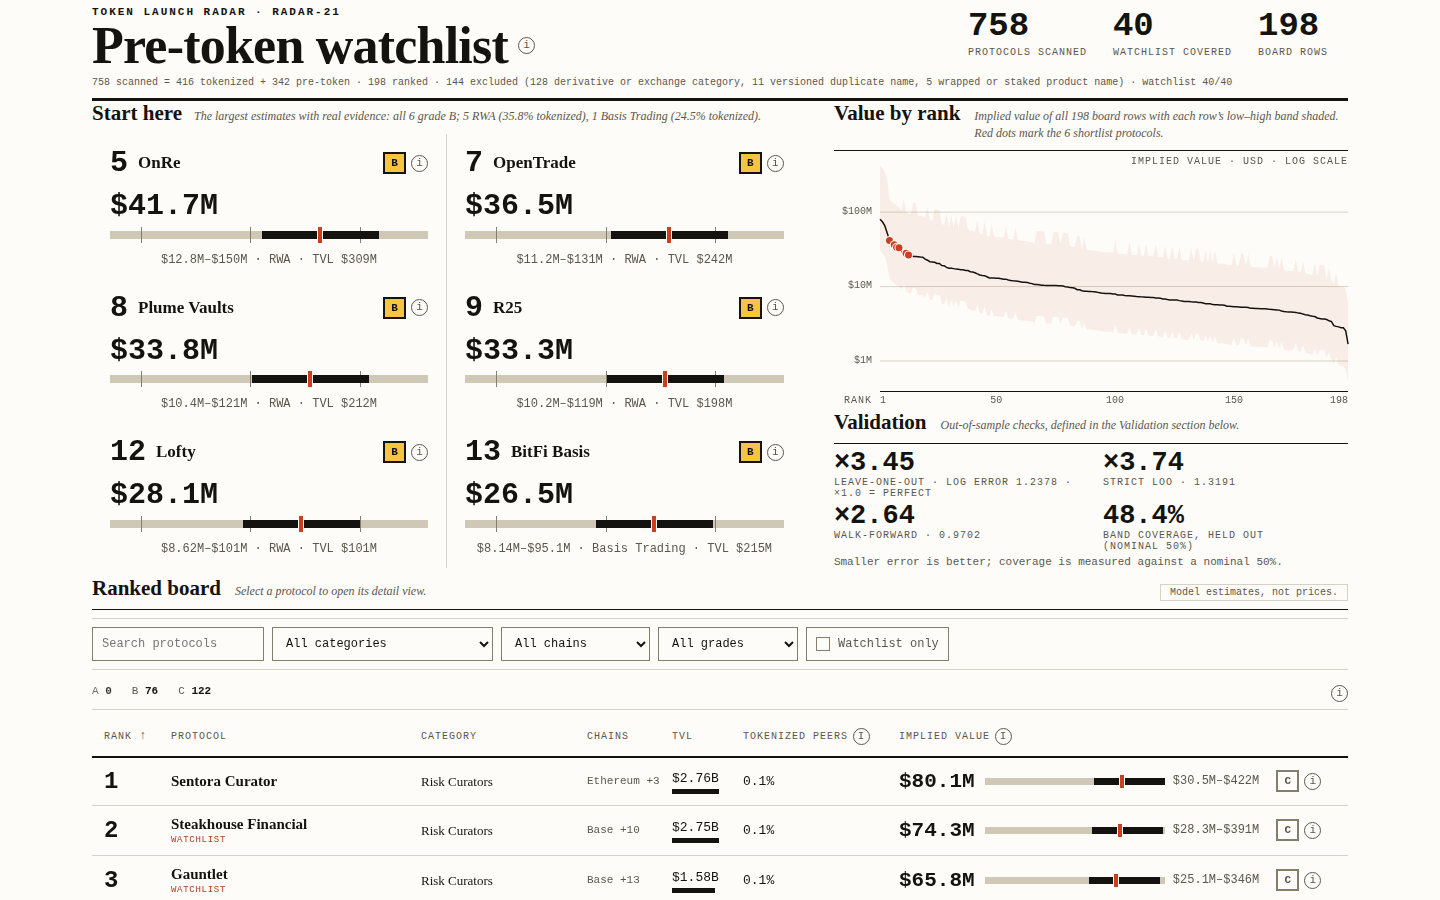 TOKEN LAUNCH RADAR · RADAR-21
Pre-token watchlist i
758 scanned = 416 tokenized + 342 pre-token · 198 ranked · 144 excluded (128 derivative or exchange category, 11 versioned duplicate name, 5 wrapped or staked product name) · watchlist 40/40
758
PROTOCOLS SCANNED
40
WATCHLIST COVERED
198
BOARD ROWS
Start here The largest estimates with real evidence: all 6 grade B; 5 RWA (35.8% tokenized), 1 Basis Trading (24.5% tokenized).
5 OnRe B i
$41.7M
$12.8M–$150M · RWA · TVL $309M
7 OpenTrade B i
$36.5M
$11.2M–$131M · RWA · TVL $242M
8 Plume Vaults B i
$33.8M
$10.4M–$121M · RWA · TVL $212M
9 R25 B i
$33.3M
$10.2M–$119M · RWA · TVL $198M
12 Lofty B i
$28.1M
$8.62M–$101M · RWA · TVL $101M
13 BitFi Basis B i
$26.5M
$8.14M–$95.1M · Basis Trading · TVL $215M
Value by rank Implied value of all 198 board rows with each row's low–high band shaded.
Red dots mark the 6 shortlist protocols.
IMPLIED VALUE · USD · LOG SCALE
$100M
$10M
$1M
RANK 1 50 100 150 198
Validation Out-of-sample checks, defined in the Validation section below.
×3.45
LEAVE-ONE-OUT · LOG ERROR 1.2378 ·
×1.0 = PERFECT
×3.74
STRICT LOO · 1.3191
×2.64
WALK-FORWARD · 0.9702
48.4%
BAND COVERAGE, HELD OUT
(NOMINAL 50%)
Smaller error is better; coverage is measured against a nominal 50%.
Ranked board Select a protocol to open its detail view. Model estimates, not prices.
Search protocols All categories All chains All grades Watchlist only
A 0 B 76 C 122 i
RANK ↑ PROTOCOL CATEGORY CHAINS TVL TOKENIZED PEERS I IMPLIED VALUE I
1 Sentora Curator Risk Curators Ethereum +3 $2.76B 0.1% $80.1M $30.5M–$422M C i
2 Steakhouse Financial Risk Curators Base +10 $2.75B 0.1% $74.3M $28.3M–$391M C i
WATCHLIST
3 Gauntlet Risk Curators Base +13 $1.58B 0.1% $65.8M $25.1M–$346M C i
WATCHLIST